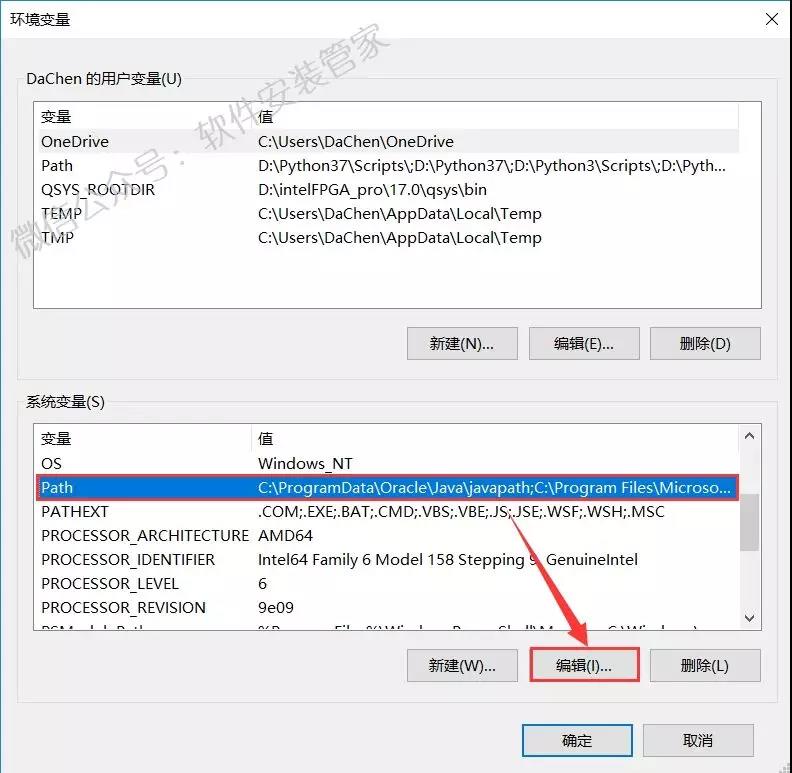 环境变量
DaChen 的用户变量(U)
变量 值
OneDrive C:\Users\DaChen\OneDrive
Path D:\Python37\Scripts\;D:\Python37\;D:\Python3\Scripts\;D:\Pyth...
QSYS_ROOTDIR D:\intelFPGA_pro\17.0\qsys\bin
TEMP C:\Users\DaChen\AppData\Local\Temp
TMP C:\Users\DaChen\AppData\Local\Temp
微信公众号：软件安装管家
新建(N)... 编辑(E)... 删除(D)
系统变量(S)
变量 值
OS Windows_NT
Path C:\ProgramData\Oracle\Java\javapath;C:\Program Files\Microso...
PATHEXT .COM;.EXE;.BAT;.CMD;.VBS;.VBE;.JS;.JSE;.WSF;.WSH;.MSC
PROCESSOR_ARCHITECTURE AMD64
PROCESSOR_IDENTIFIER Intel64 Family 6 Model 158 Stepping 9, GenuineIntel
PROCESSOR_LEVEL 6
PROCESSOR_REVISION 9e09
新建(W)... 编辑(I)... 删除(L)
确定 取消